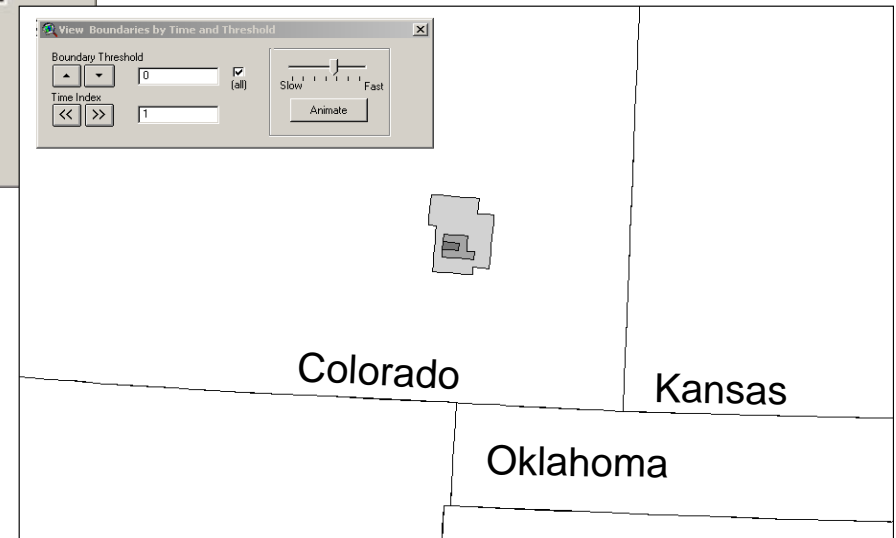 View Boundaries by Time and Threshold
Boundary Threshold
0
(all)
Time Index
1
Slow
Fast
Animate
Colorado
Kansas
Oklahoma